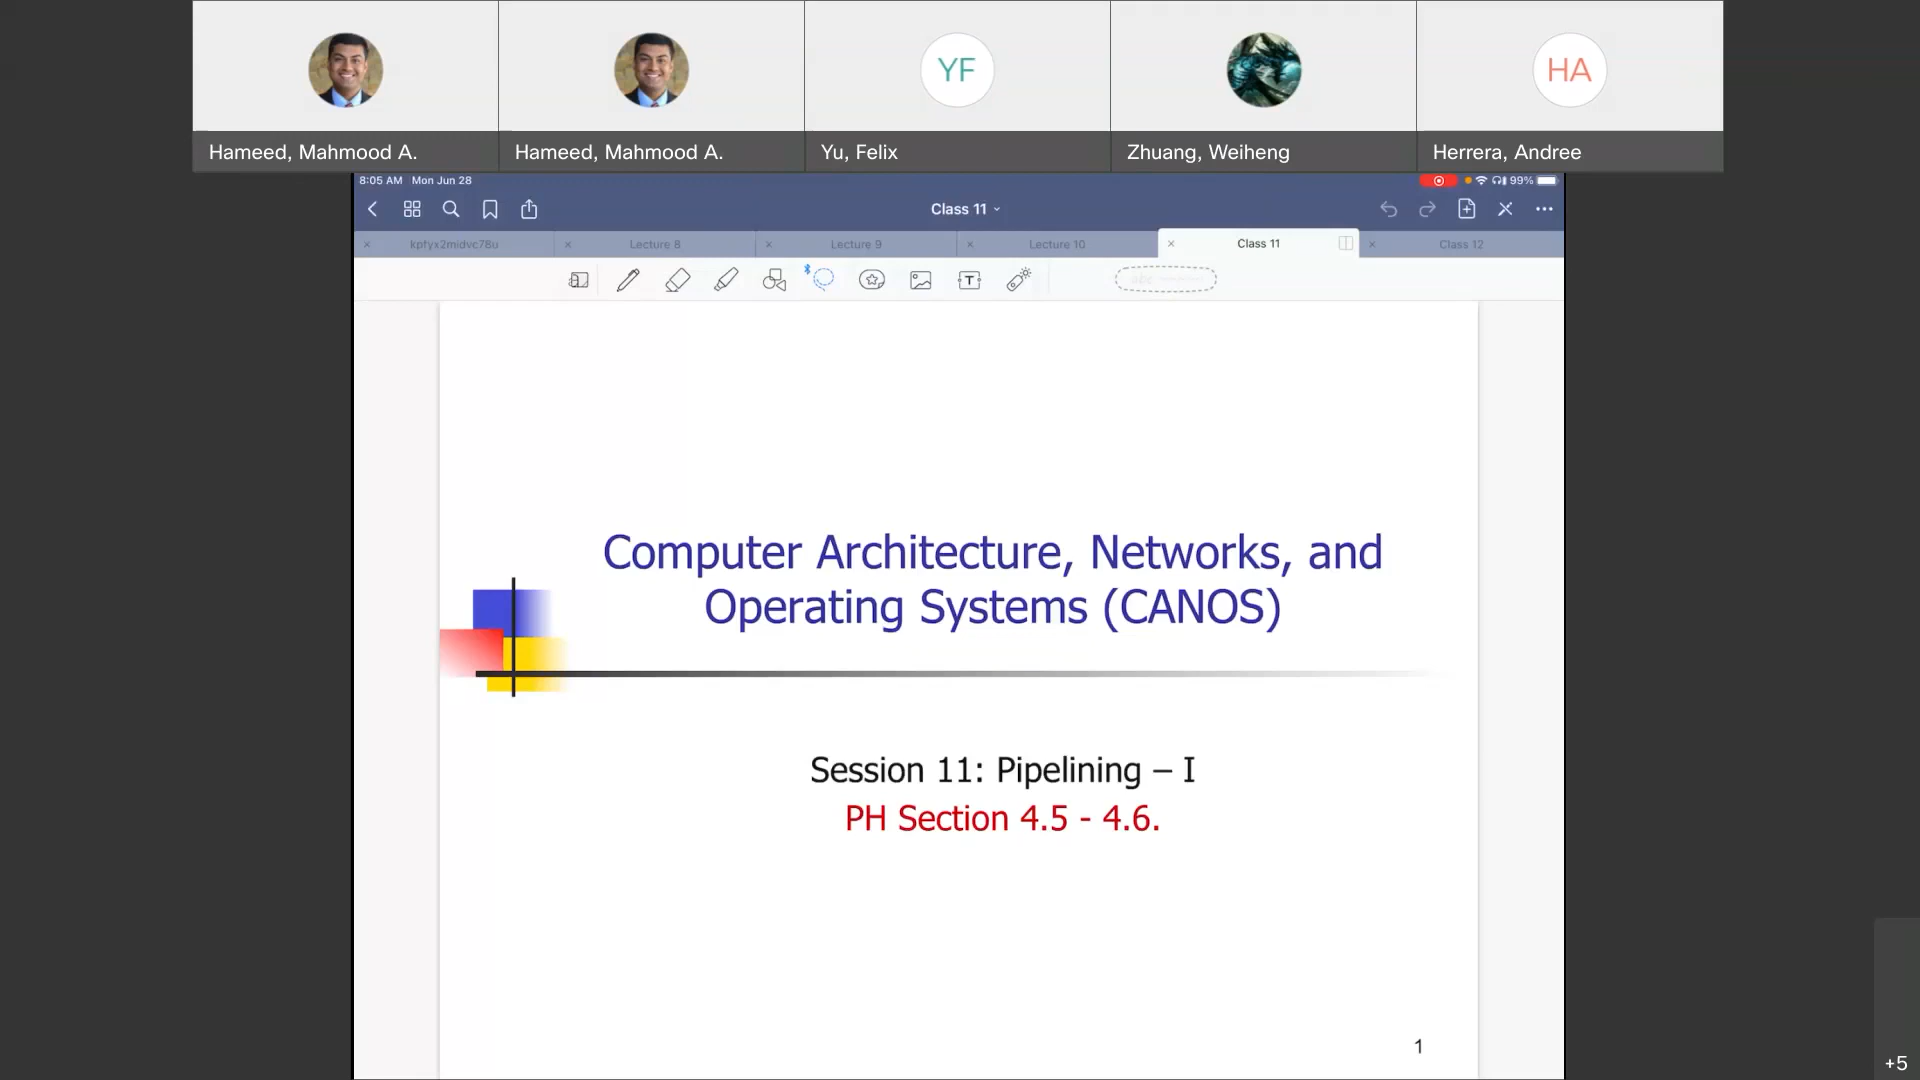 YF
HA
Hameed, Mahmood A.
Hameed, Mahmood A.
Yu, Felix
Zhuang, Weiheng
Herrera, Andree
8:05 AM Mon Jun 28
99%
Class 11
kpfyx2midvc78u
Lecture 8
Lecture 9
Lecture 10
Class 11
Class 12
T
Computer Architecture, Networks, and
Operating Systems (CANOS)
Session 11: Pipelining – I
PH Section 4.5 - 4.6.
1
+5